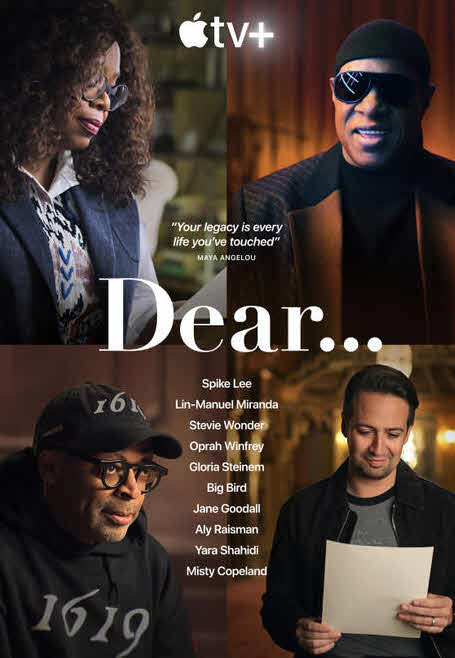 tv+
"Your legacy is every
life you've touched"
MAYA ANGELOU
Dear...
Spike Lee
Lin-Manuel Miranda
Stevie Wonder
Oprah Winfrey
Gloria Steinem
Big Bird
Jane Goodall
Aly Raisman
Yara Shahidi
Misty Copeland
1619
1619